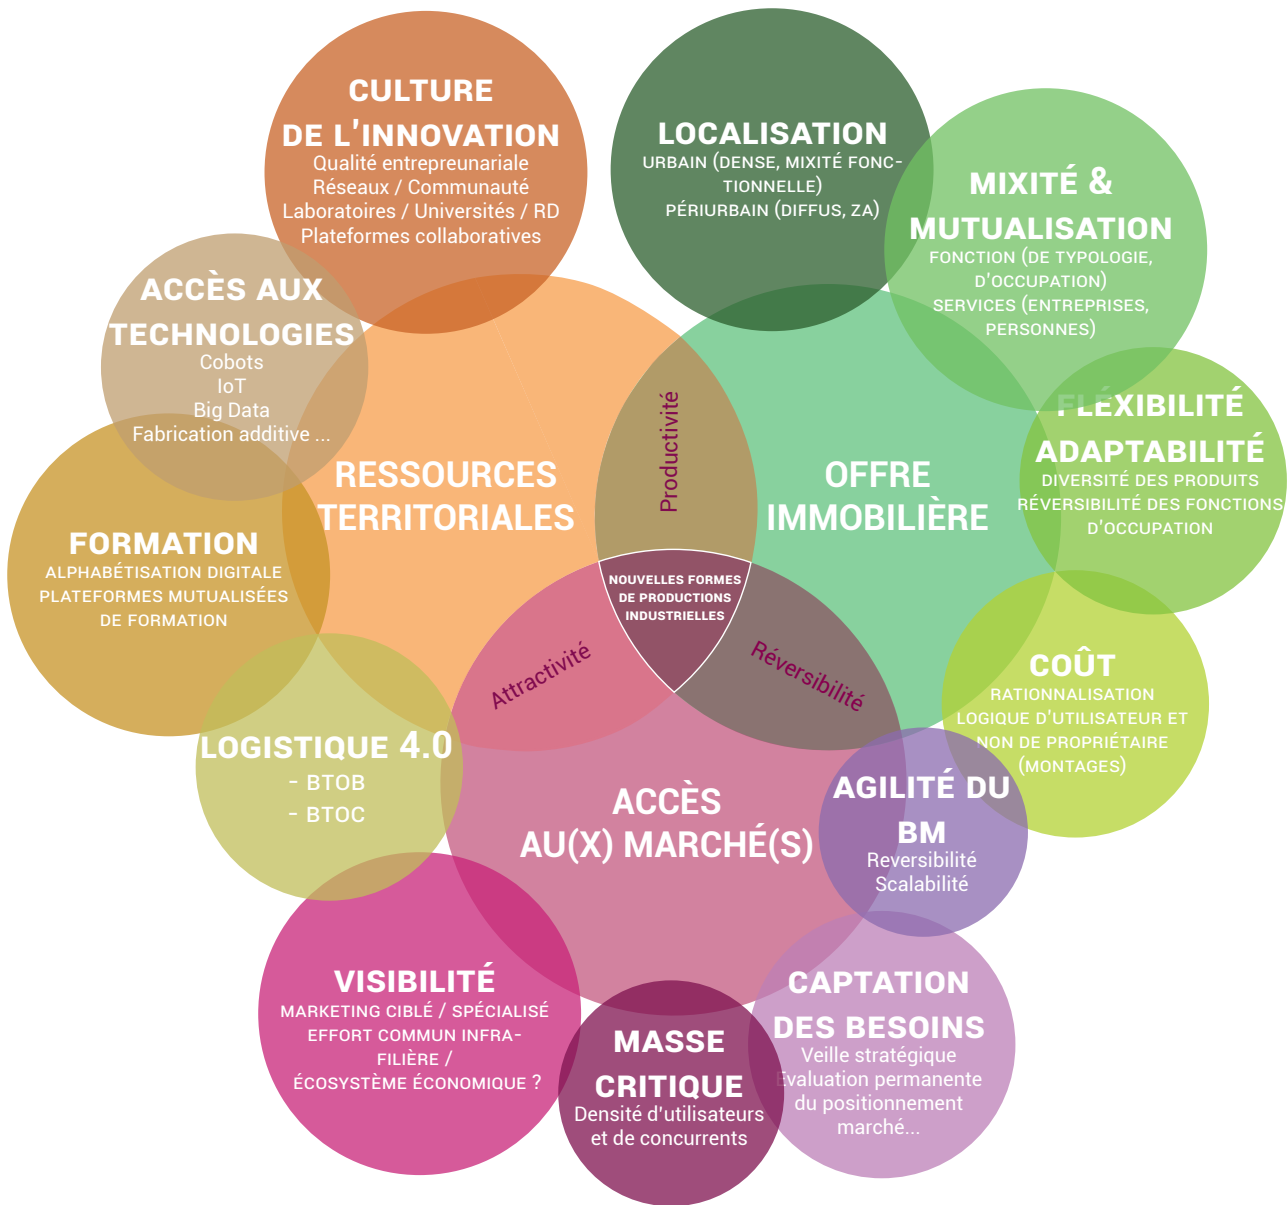 CULTURE
DE L'INNOVATION
Qualité entrepreunariale
Réseaux / Communauté
Laboratoires / Universités / RD
Plateformes collaboratives
LOCALISATION
URBAIN (DENSE, MIXITÉ FONC-
TIONNELLE)
PÉRIURBAIN (DIFFUS, ZA)
MIXITÉ &
MUTUALISATION
FONCTION (DE TYPOLOGIE,
D'OCCUPATION)
SERVICES (ENTREPRISES,
PERSONNES)
ACCÈS AUX
TECHNOLOGIES
Cobots
IoT
Big Data
Fabrication additive ...
FLÉXIBILITÉ
ADAPTABILITÉ
DIVERSITÉ DES PRODUITS
RÉVERSIBILITÉ DES FONCTIONS
D'OCCUPATION
RESSOURCES
TERRITORIALES
Productivité
OFFRE
IMMOBILIÈRE
FORMATION
ALPHABÉTISATION DIGITALE
PLATEFORMES MUTUALISÉES
DE FORMATION
NOUVELLES FORMES
DE PRODUCTIONS
INDUSTRIELLES
Attractivité
Réversibilité
COÛT
RATIONNALISATION
LOGIQUE D'UTILISATEUR ET
NON DE PROPRIÉTAIRE
(MONTAGES)
LOGISTIQUE 4.0
- BTOB
- BTOC
ACCÈS
AU(X) MARCHÉ(S)
AGILITÉ DU
BM
Reversibilité
Scalabilité
VISIBILITÉ
MARKETING CIBLÉ / SPÉCIALISÉ
EFFORT COMMUN INFRA-
FILIÈRE /
ÉCOSYSTÈME ÉCONOMIQUE ?
MASSE
CRITIQUE
Densité d'utilisateurs
et de concurrents
CAPTATION
DES BESOINS
Veille stratégique
Evaluation permanente
du positionnement
marché...